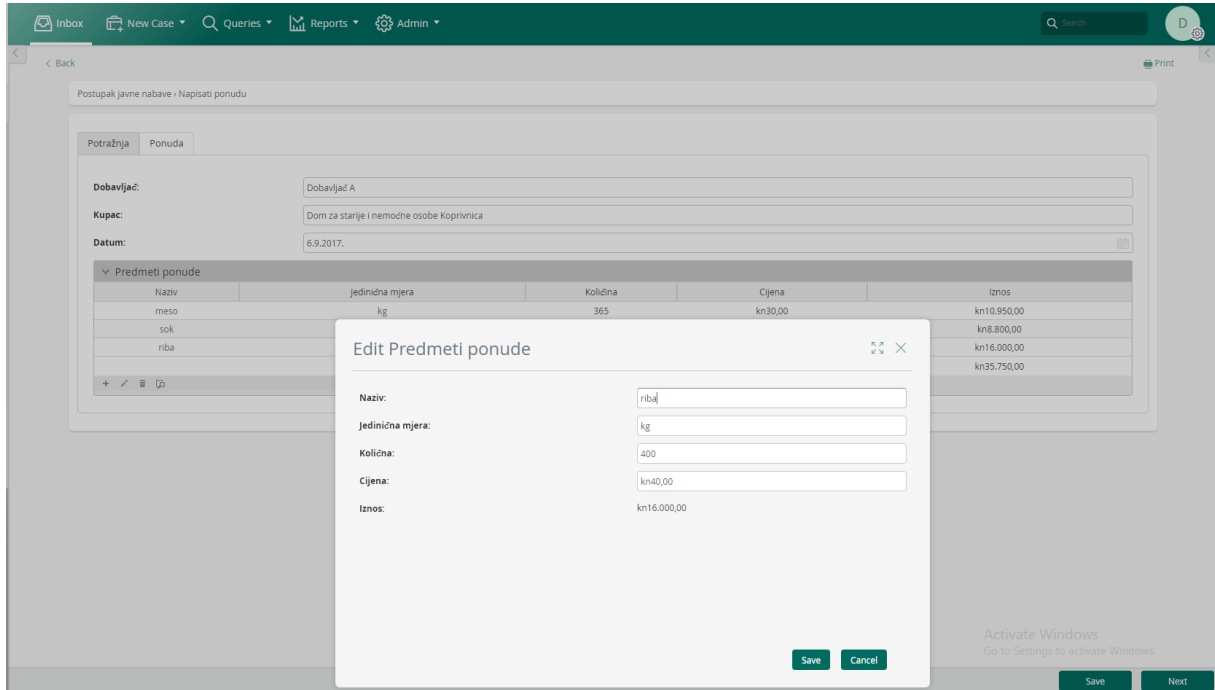 Inbox New Case Queries Reports Admin Search D
Back Print
Postupak javne nabave › Napisati ponudu
Potražnja Ponuda
Dobavljač: Dobavljač A
Kupac: Dom za starije i nemoćne osobe Koprivnica
Datum: 6.9.2017.
Predmeti ponude
Naziv Jedinična mjera Količina Cijena Iznos
meso kg 365 kn30,00 kn10.950,00
sok kn8.800,00
riba kn16.000,00
kn35.750,00
Edit Predmeti ponude
Naziv: riba
Jedinična mjera: kg
Količna: 400
Cijena: kn40,00
Iznos: kn16.000,00
Save Cancel
Activate Windows
Go to Settings to activate Windows.
Save Next